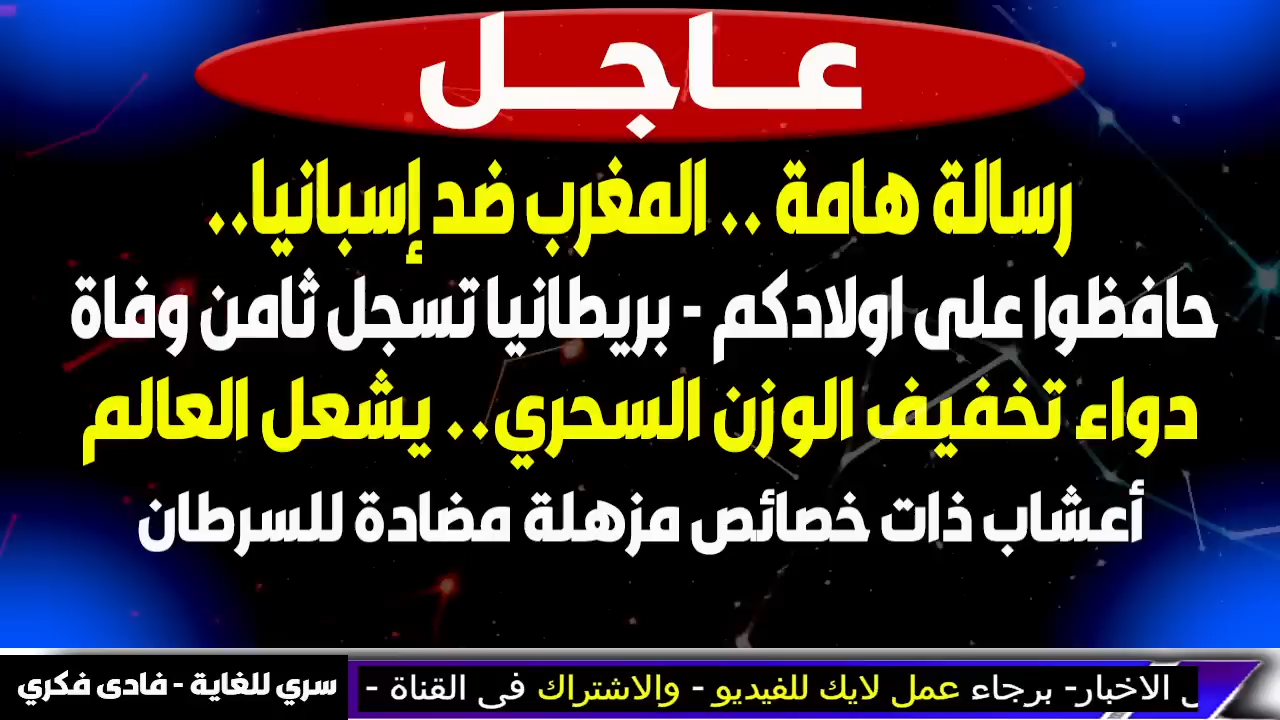 عاجل
رسالة هامة .. المغرب ضد إسبانيا..
حافظوا على اولادكم - بريطانيا تسجل ثامن وفاة
دواء تخفيف الوزن السحري.. يشعل العالم
أعشاب ذات خصائص مزهلة مضادة للسرطان
الاخبار- برجاء عمل لايك للفيديو - والاشتراك فى القناة -
سري للغاية - فادى فكري